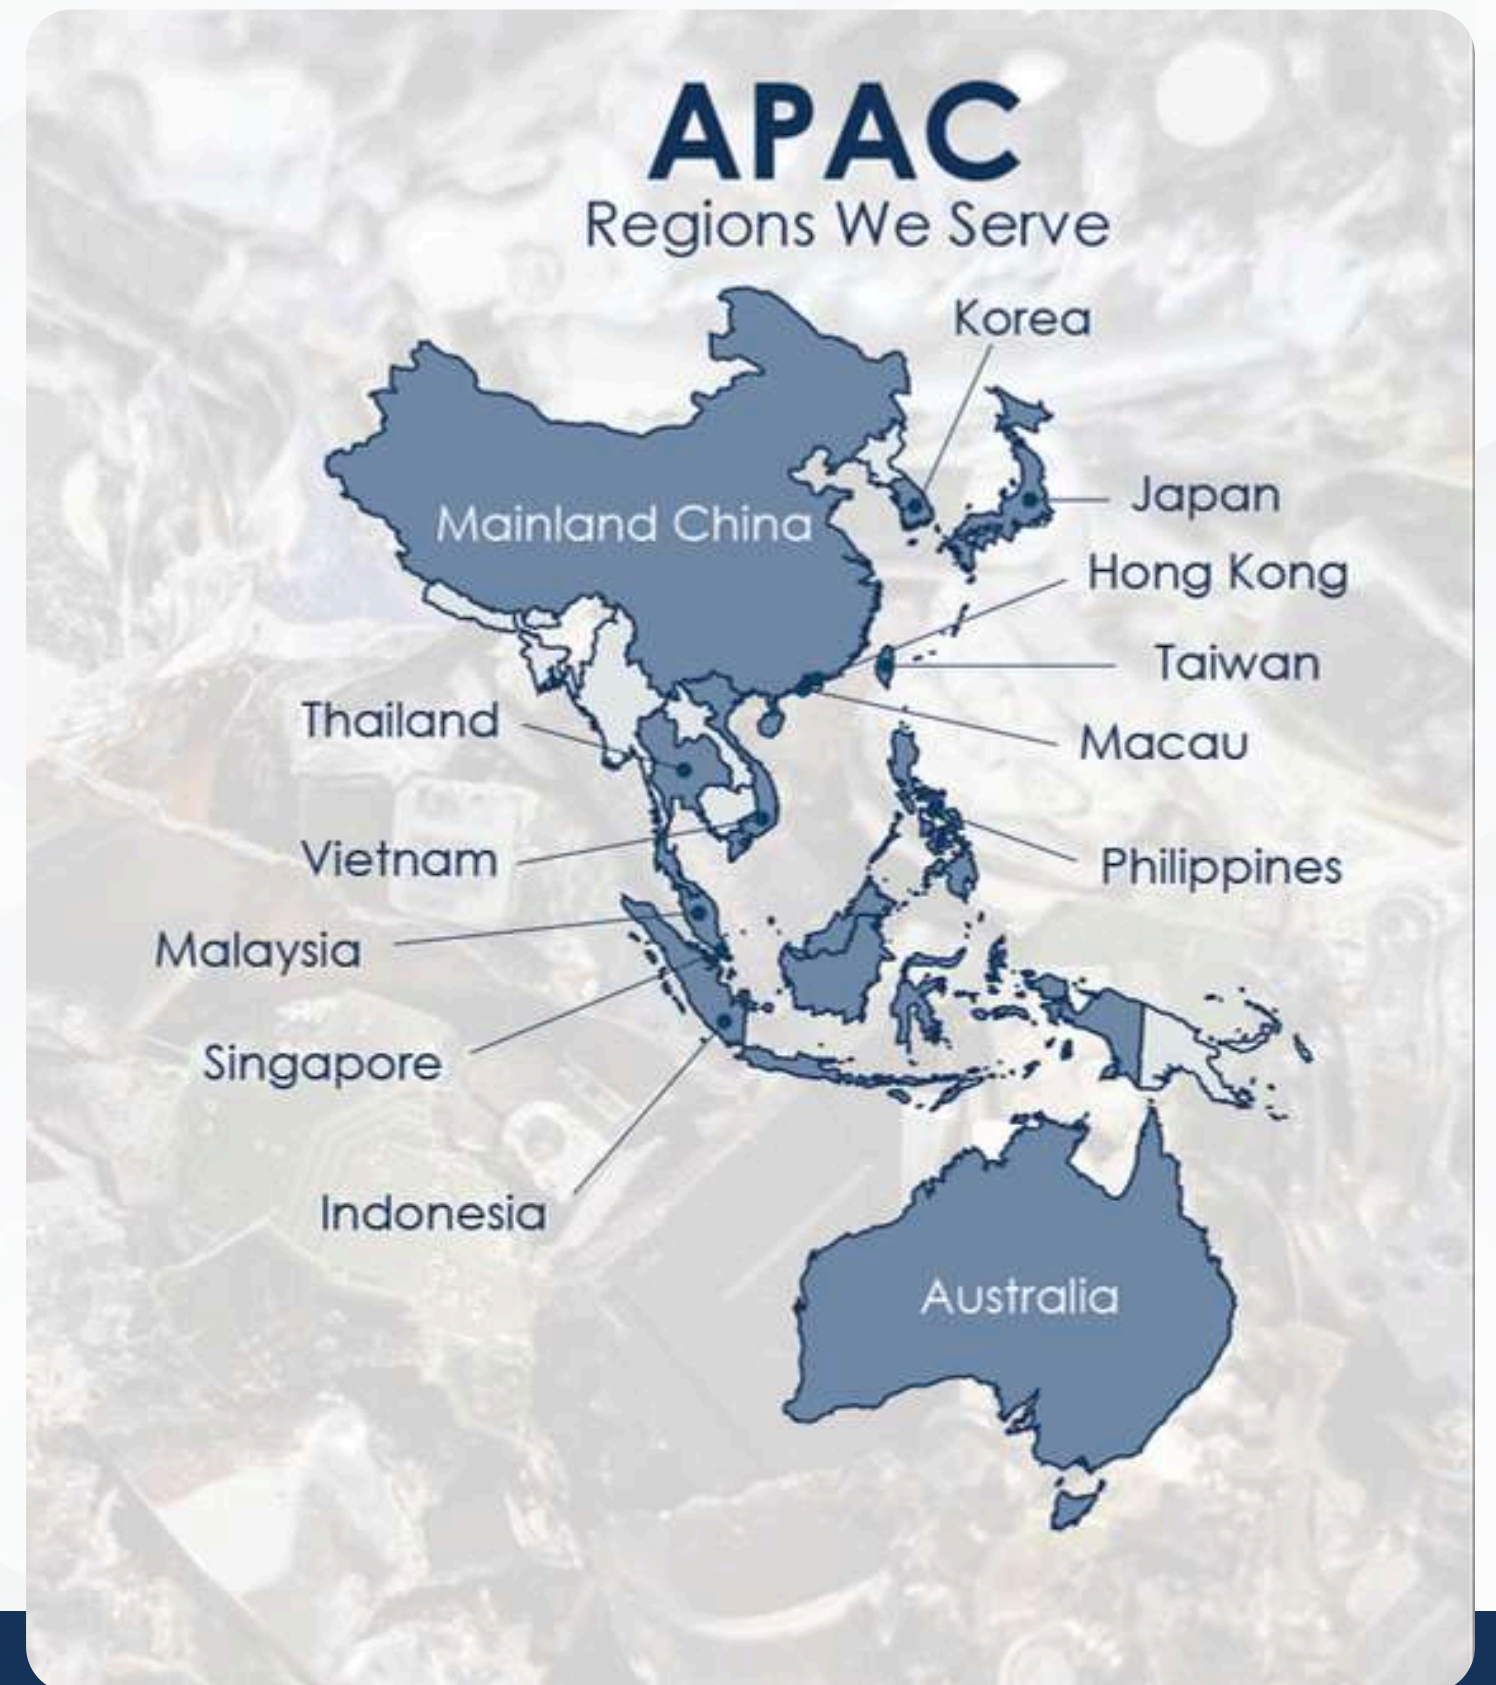 APAC
Regions We Serve
Korea
Japan
Mainland China
Hong Kong
Taiwan
Thailand
Macau
Vietnam
Philippines
Malaysia
Singapore
Indonesia
Australia